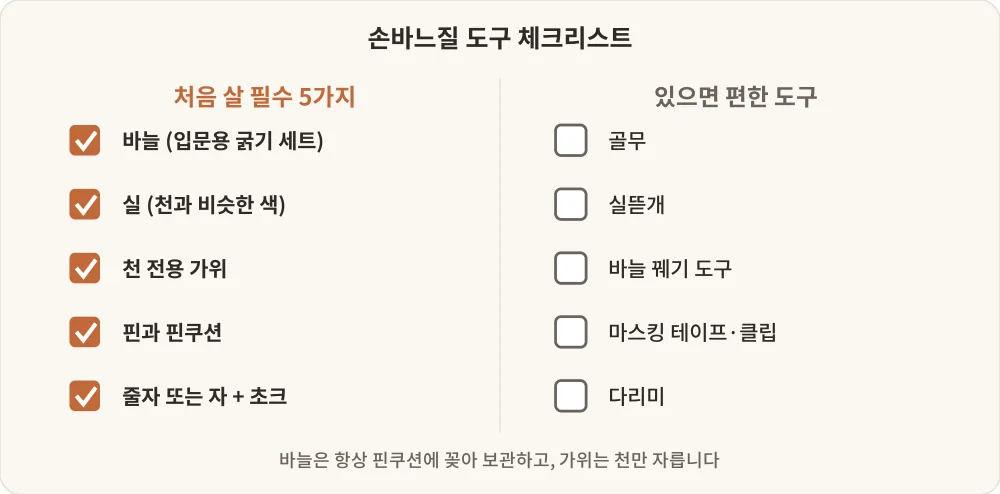 손바느질 도구 체크리스트
처음 살 필수 5가지
바늘 (입문용 굵기 세트)
실 (천과 비슷한 색)
천 전용 가위
핀과 핀쿠션
줄자 또는 자 + 초크
있으면 편한 도구
골무
실뜯개
바늘 꿰기 도구
마스킹 테이프·클립
다리미
바늘은 항상 핀쿠션에 꽂아 보관하고, 가위는 천만 자릅니다